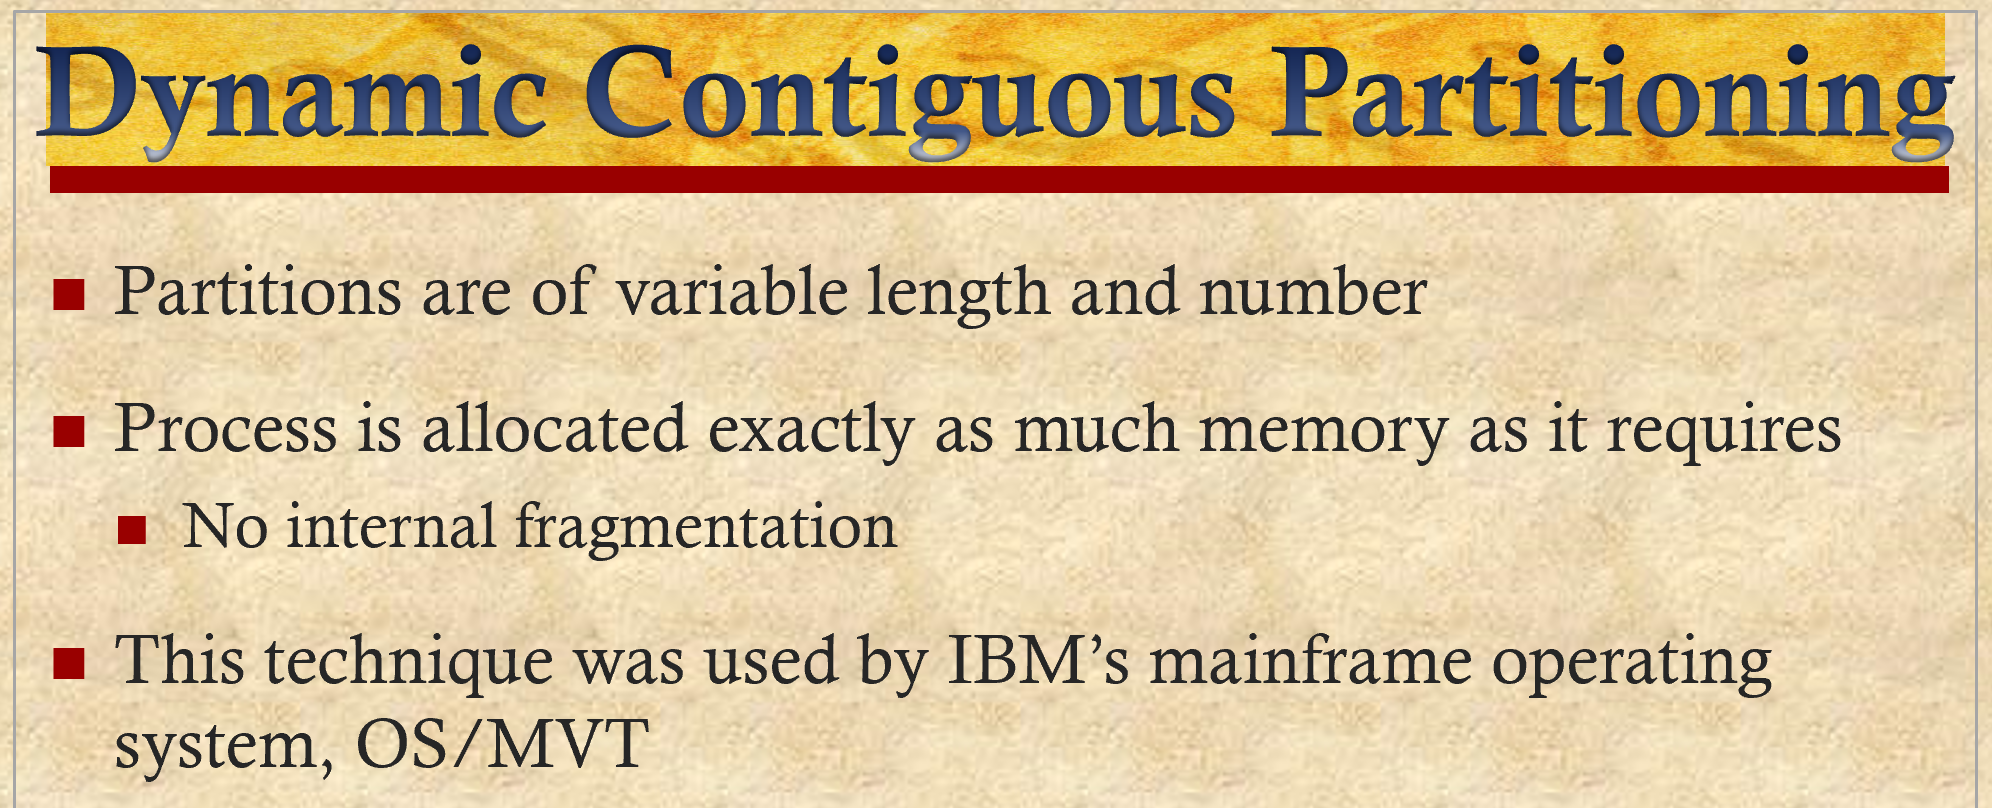 Dynamic Contiguous Partitioning
Partitions are of variable length and number
Process is allocated exactly as much memory as it requires
No internal fragmentation
This technique was used by IBM’s mainframe operating
system, OS/MVT